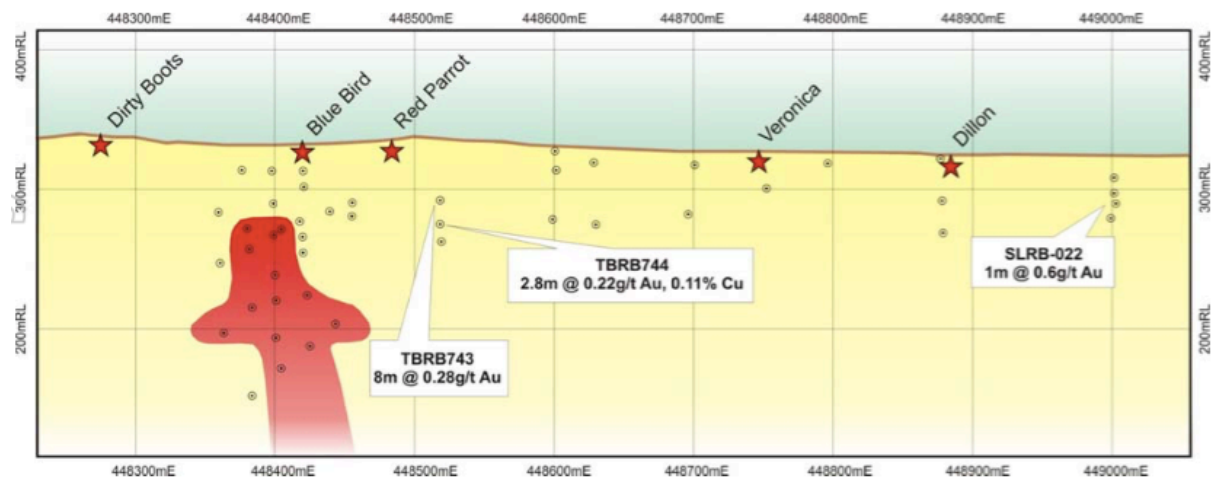 448300mE 448400mE 448500mE 448600mE 448700mE 448800mE 448900mE 449000mE
400mRL
400mRL
Dirty Boots
Blue Bird
Red Parrot
Veronica
Dillon
300mRL
300mRL
SLRB-022
1m @ 0.6g/t Au
TBRB744
2.8m @ 0.22g/t Au, 0.11% Cu
200mRL
200mRL
TBRB743
8m @ 0.28g/t Au
448300mE 448400mE 448500mE 448600mE 448700mE 448800mE 448900mE 449000mE